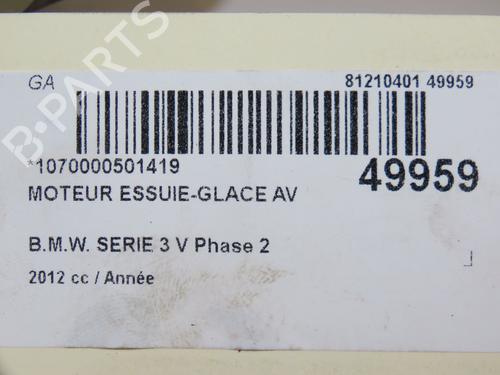 GA
81210401 49959
*1070000501419
49959
MOTEUR ESSUIE-GLACE AV
B.M.W. SERIE 3 V Phase 2
2012 cc / Année
B-PARTS